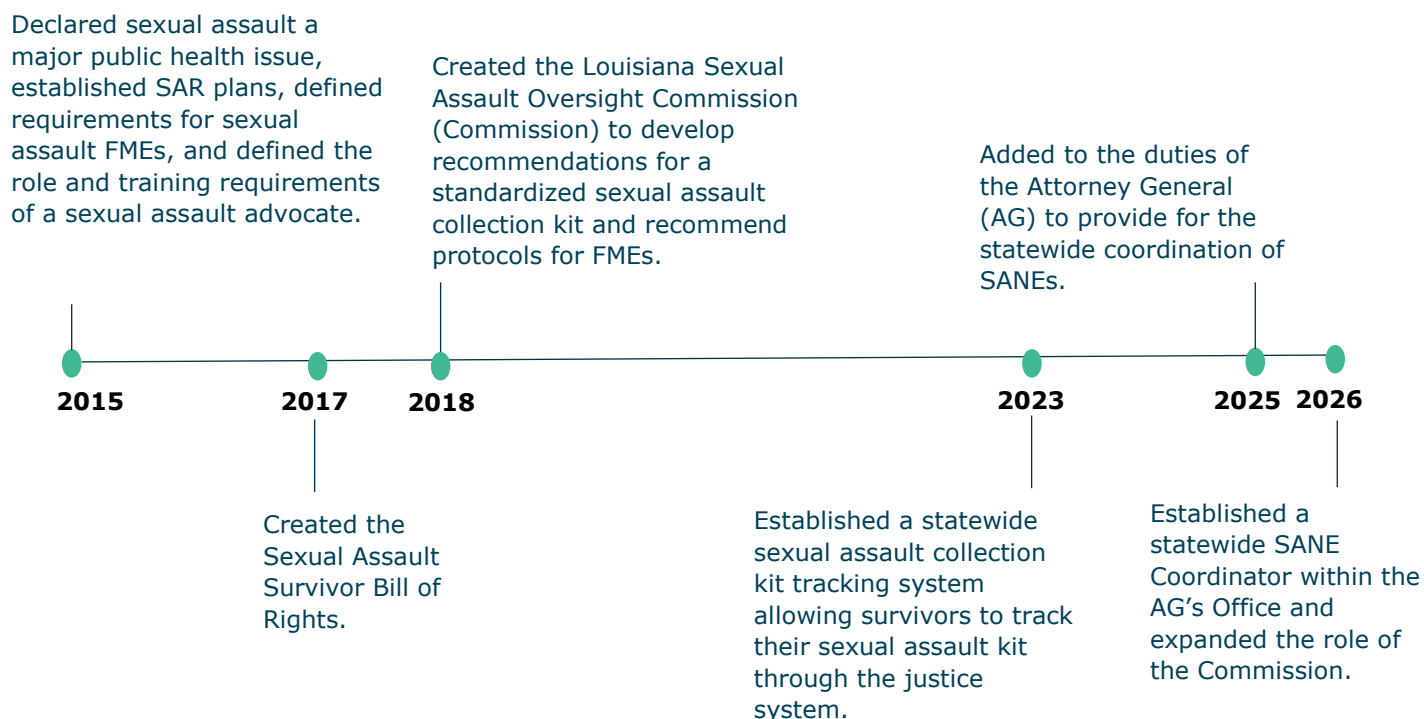 Declared sexual assault a
major public health issue,
established SAR plans, defined
requirements for sexual
assault FMEs, and defined the
role and training requirements
of a sexual assault advocate.
Created the Louisiana Sexual
Assault Oversight Commission
(Commission) to develop
recommendations for a
standardized sexual assault
collection kit and recommend
protocols for FMEs.
Added to the duties of
the Attorney General
(AG) to provide for the
statewide coordination of
SANEs.
2015
2017
2018
2023
2025
2026
Created the
Sexual Assault
Survivor Bill of
Rights.
Established a statewide
sexual assault collection
kit tracking system
allowing survivors to track
their sexual assault kit
through the justice
system.
Established a
statewide SANE
Coordinator within the
AG’s Office and
expanded the role of
the Commission.